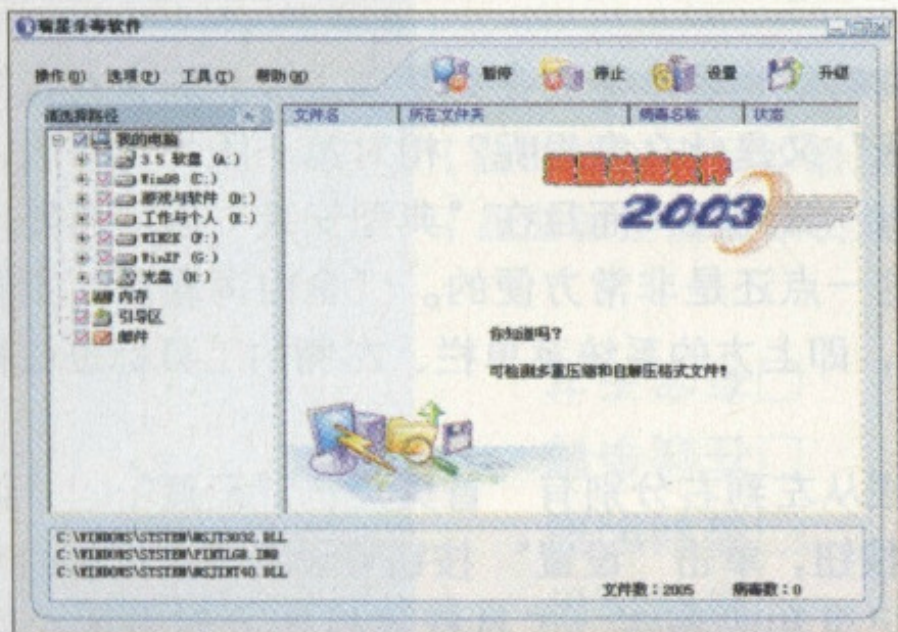 瑞星杀毒软件
操作(O) 选项(P) 工具(T) 帮助(H) 暂停 停止 设置 升级
请选择路径
我的电脑
3.5 软盘 (A:)
Win98 (C:)
游戏与软件 (D:)
工作与个人 (E:)
WIN2K (F:)
WinXP (G:)
光盘 (H:)
内存
引导区
邮件
文件名 所在文件夹 病毒名称 状态
瑞星杀毒软件
2003
你知道吗?
可检测多重压缩和自解压格式文件!
C:\WINDOWS\SYSTEM\MSJT3032.DLL
C:\WINDOWS\SYSTEM\PINTLGB.IMB
C:\WINDOWS\SYSTEM\MSJINT40.DLL
文件数:2005 病毒数:0